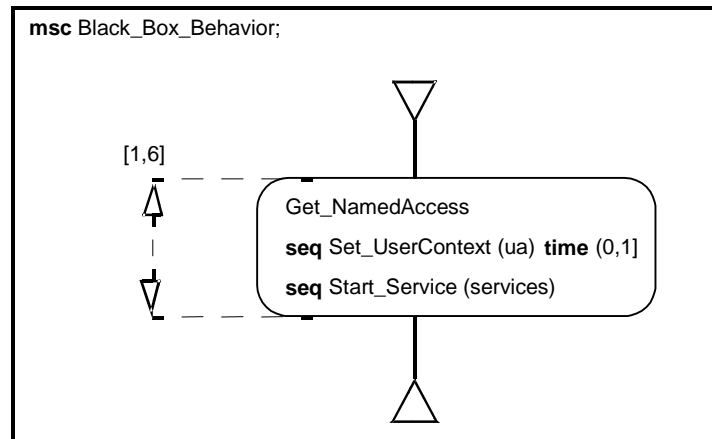 msc Black_Box_Behavior;
[1,6]
Get_NamedAccess
seq Set_UserContext (ua) time (0,1]
seq Start_Service (services)